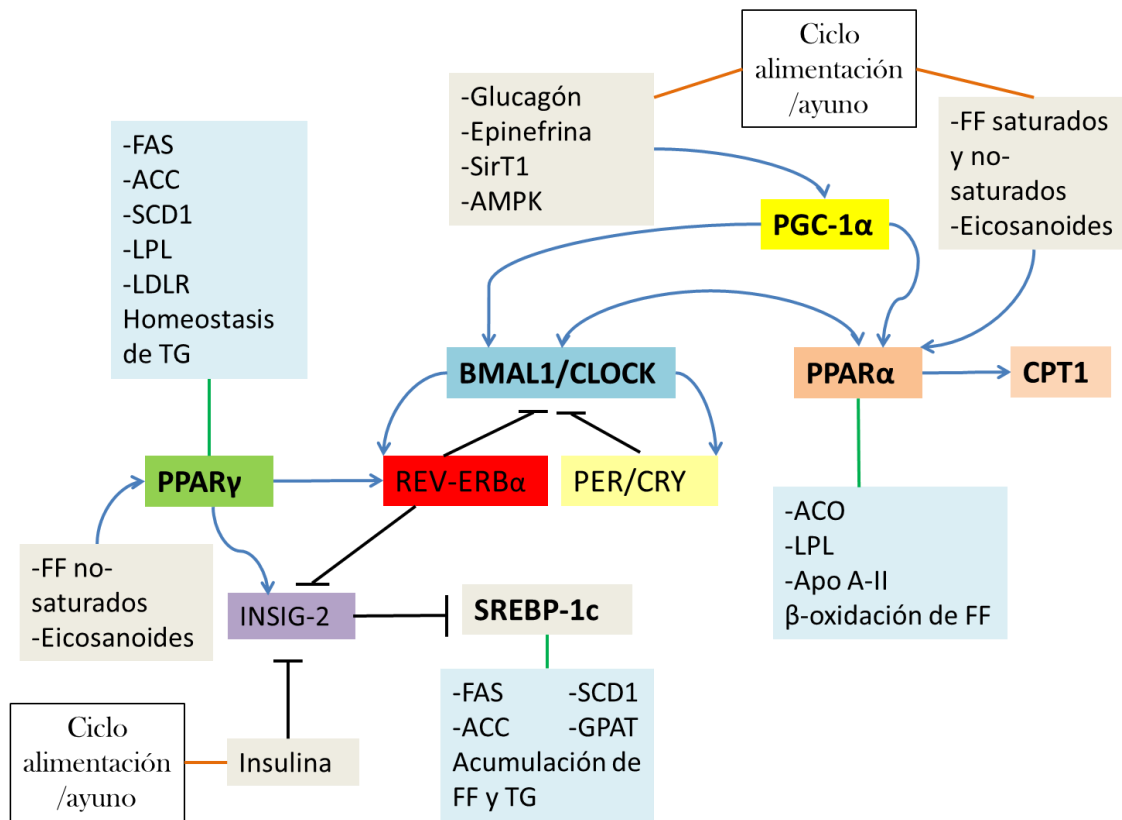 Ciclo
alimentación
/ayuno
-Glucagón
-Epinefrina
-SirT1
-AMPK
-FF saturados
y no-
saturados
-Eicosanoides
-FAS
-ACC
-SCD1
-LPL
-LDLR
Homeostasis
de TG
PGC-1α
BMAL1/CLOCK
PPARα
CPT1
PPARγ
REV-ERBα
PER/CRY
-FF no-
saturados
-Eicosanoides
INSIG-2
SREBP-1c
-ACO
-LPL
-Apo A-II
β-oxidación de FF
-FAS -SCD1
-ACC -GPAT
Acumulación de
FF y TG
Ciclo
alimentación
/ayuno
Insulina